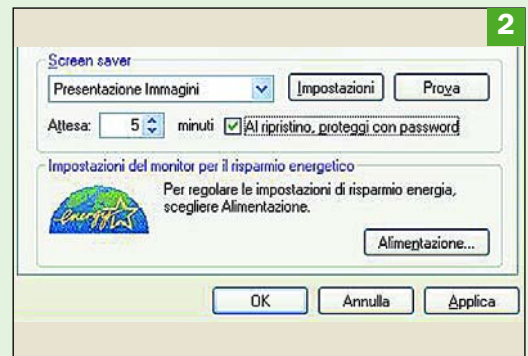 2
Screen saver
Presentazione Immagini
Impostazioni
Prova
Attesa: 5 minuti Al ripristino, proteggi con password
Impostazioni del monitor per il risparmio energetico
energy
Per regolare le impostazioni di risparmio energia,
scegliere Alimentazione.
Alimentazione...
OK Annulla Applica